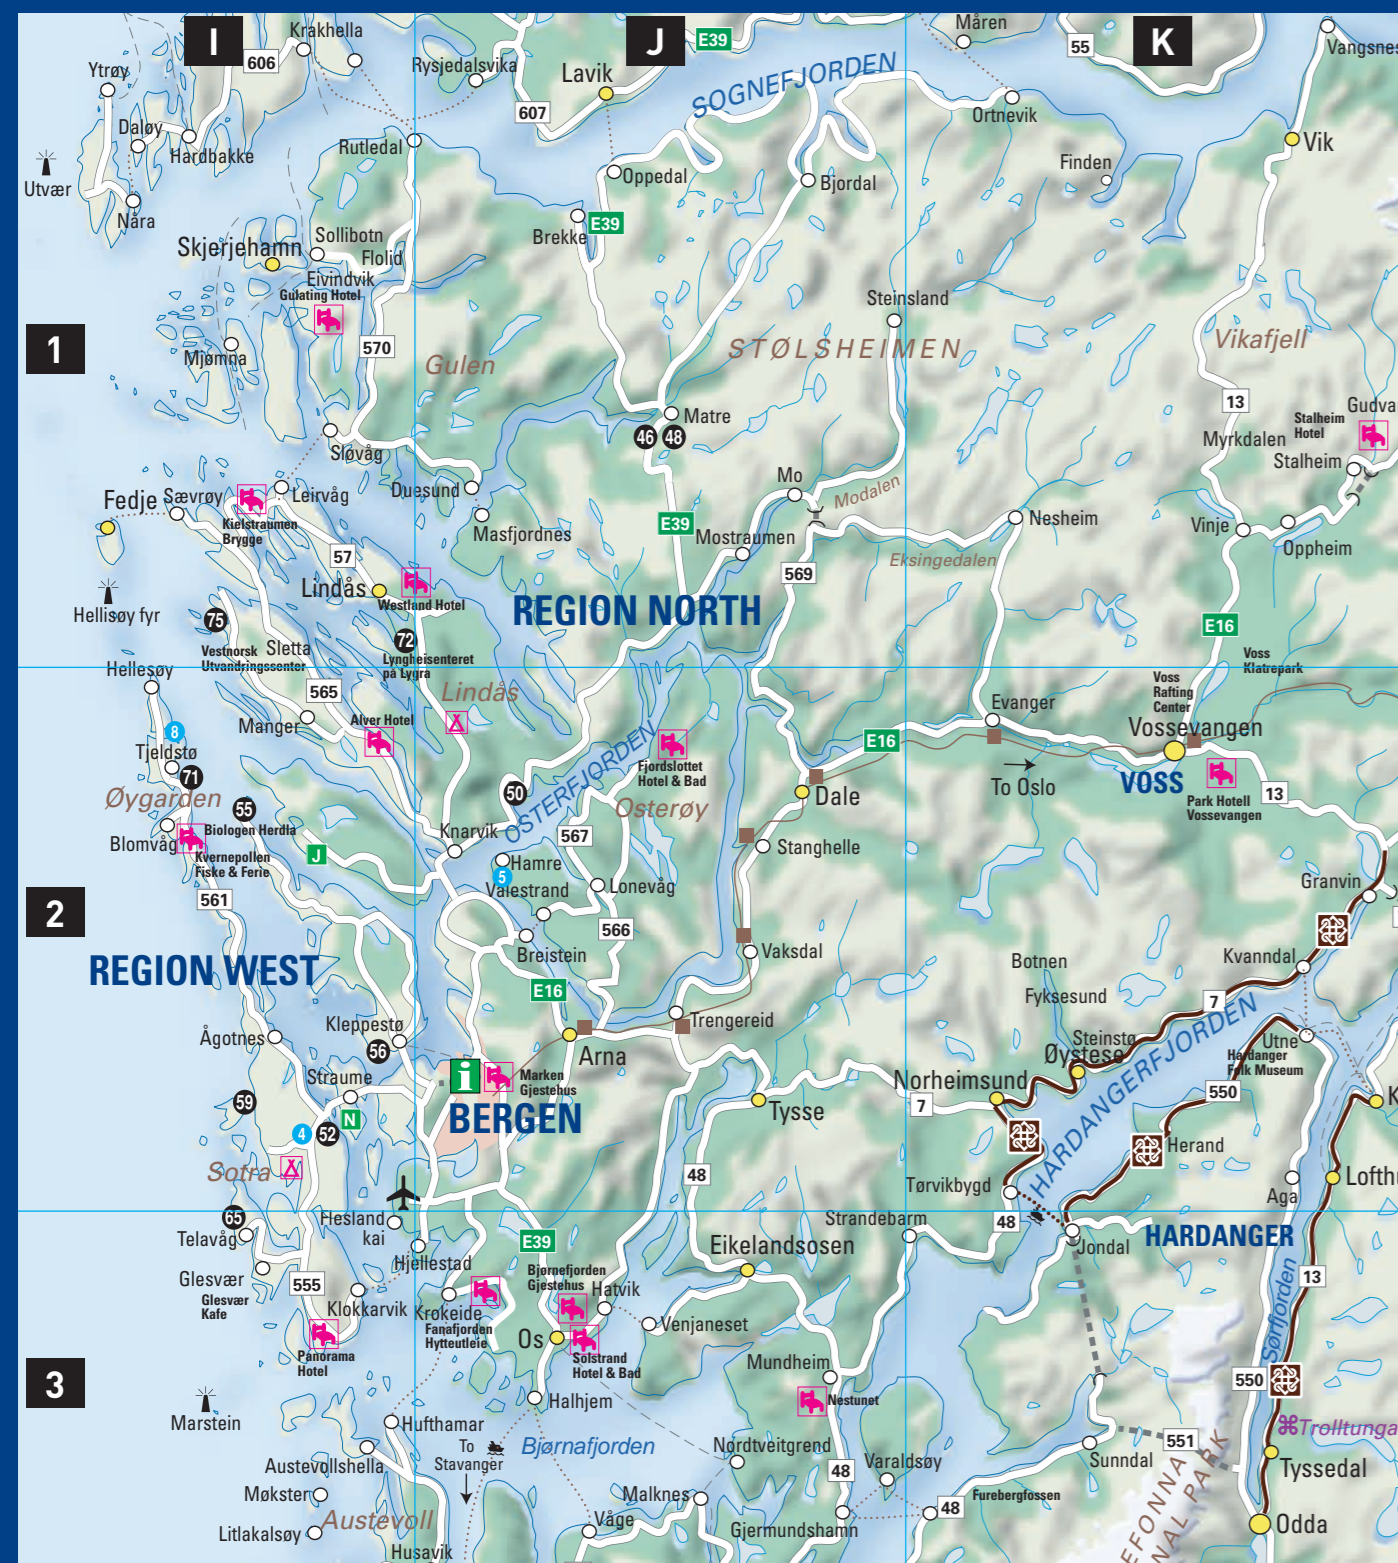 I
J
K
Krakhella
606
Rysjedalsvika
Lavik
E39
Måren
55
Vangsnes
Ytrøy
Daløy
Hardbakke
607
SOGNEFJORDEN
Ortnevik
Rutledal
Vik
Utvær
Nåra
Oppedal
Bjordal
Finden
Brekke
E39
Skjerjehamn
Sollibotn
Flolid
Eivindvik
Gulating Hotel
Steinsland
1
Mjømna
570
Gulen
STØLSHEIMEN
Vikafjell
13
Matre
46
48
Stalheim
Hotel
Gudva
Myrkdalen
Stalheim
Sløvåg
Duesund
Mo
Modalen
Fedje
Sævrøy
Leirvåg
Kielstraumen
Brygge
Masfjordnes
E39
Mostraumen
Nesheim
Vinje
Oppheim
57
Eksingedalen
569
Lindås
Westland Hotel
Hellisøy fyr
REGION NORTH
E16
75
72
Vestnorsk
Utvandringssenter
Sletta
Lyngheisenteret
på Lygra
Voss
Klatrepark
Hellesøy
565
Lindås
Voss
Rafting
Center
Evanger
Manger
Alver Hotel
8
Tjeldstø
71
OSTERFJORDEN
Fjordslottet
Hotel & Bad
E16
Vossevangen
VOSS
To Oslo
Park Hotell
Vossevangen
13
Øygarden
55
50
Osterøy
Dale
Blomvåg
Biologen Herdla
Kvernepollen
Fiske & Ferie
J
Knarvik
567
Hamre
5
Stanghelle
Valestrand
Lonevåg
Granvin
561
2
566
Breistein
Vaksdal
Kvanndal
REGION WEST
Botnen
Fyksesund
E16
7
Ågotnes
Kleppestø
56
Trengereid
Steinstø
Øystese
HARDANGERFJORDEN
Utne
Hardanger
Folk Museum
Arna
Straume
Marken
Gjestehus
BERGEN
Norheimsund
550
K
59
N
Tysse
7
4
52
Herand
Sotra
48
Tørvikbygd
Aga
Lofth
65
Telavåg
Hesland
kai
Strandebarm
48
Jondal
HARDANGER
Hjellestad
E39
Eikelandsosen
Glesvær
Glesvær
Kafe
555
Bjørnefjorden
Gjestehus
Hatvik
Sørfjorden
13
Klokkarvik
Krokeide
Fanafjorden
Hytteutleie
Os
Venjaneset
Panorama
Hotel
Solstrand
Hotel & Bad
Mundheim
3
Nestunet
550
Halhjem
Marstein
Hufthamar
Trolltunga
To
Stavanger
Bjørnafjorden
Nordtveitgrend
551
Austevollshella
Varaldsøy
Sunndal
Tyssedal
48
Møkster
Malknes
Furebergfossen
48
Litlakalsøy
Austevoll
Våge
Gjermundshamn
Odda
Husavik
EFONNA
NAL PARK